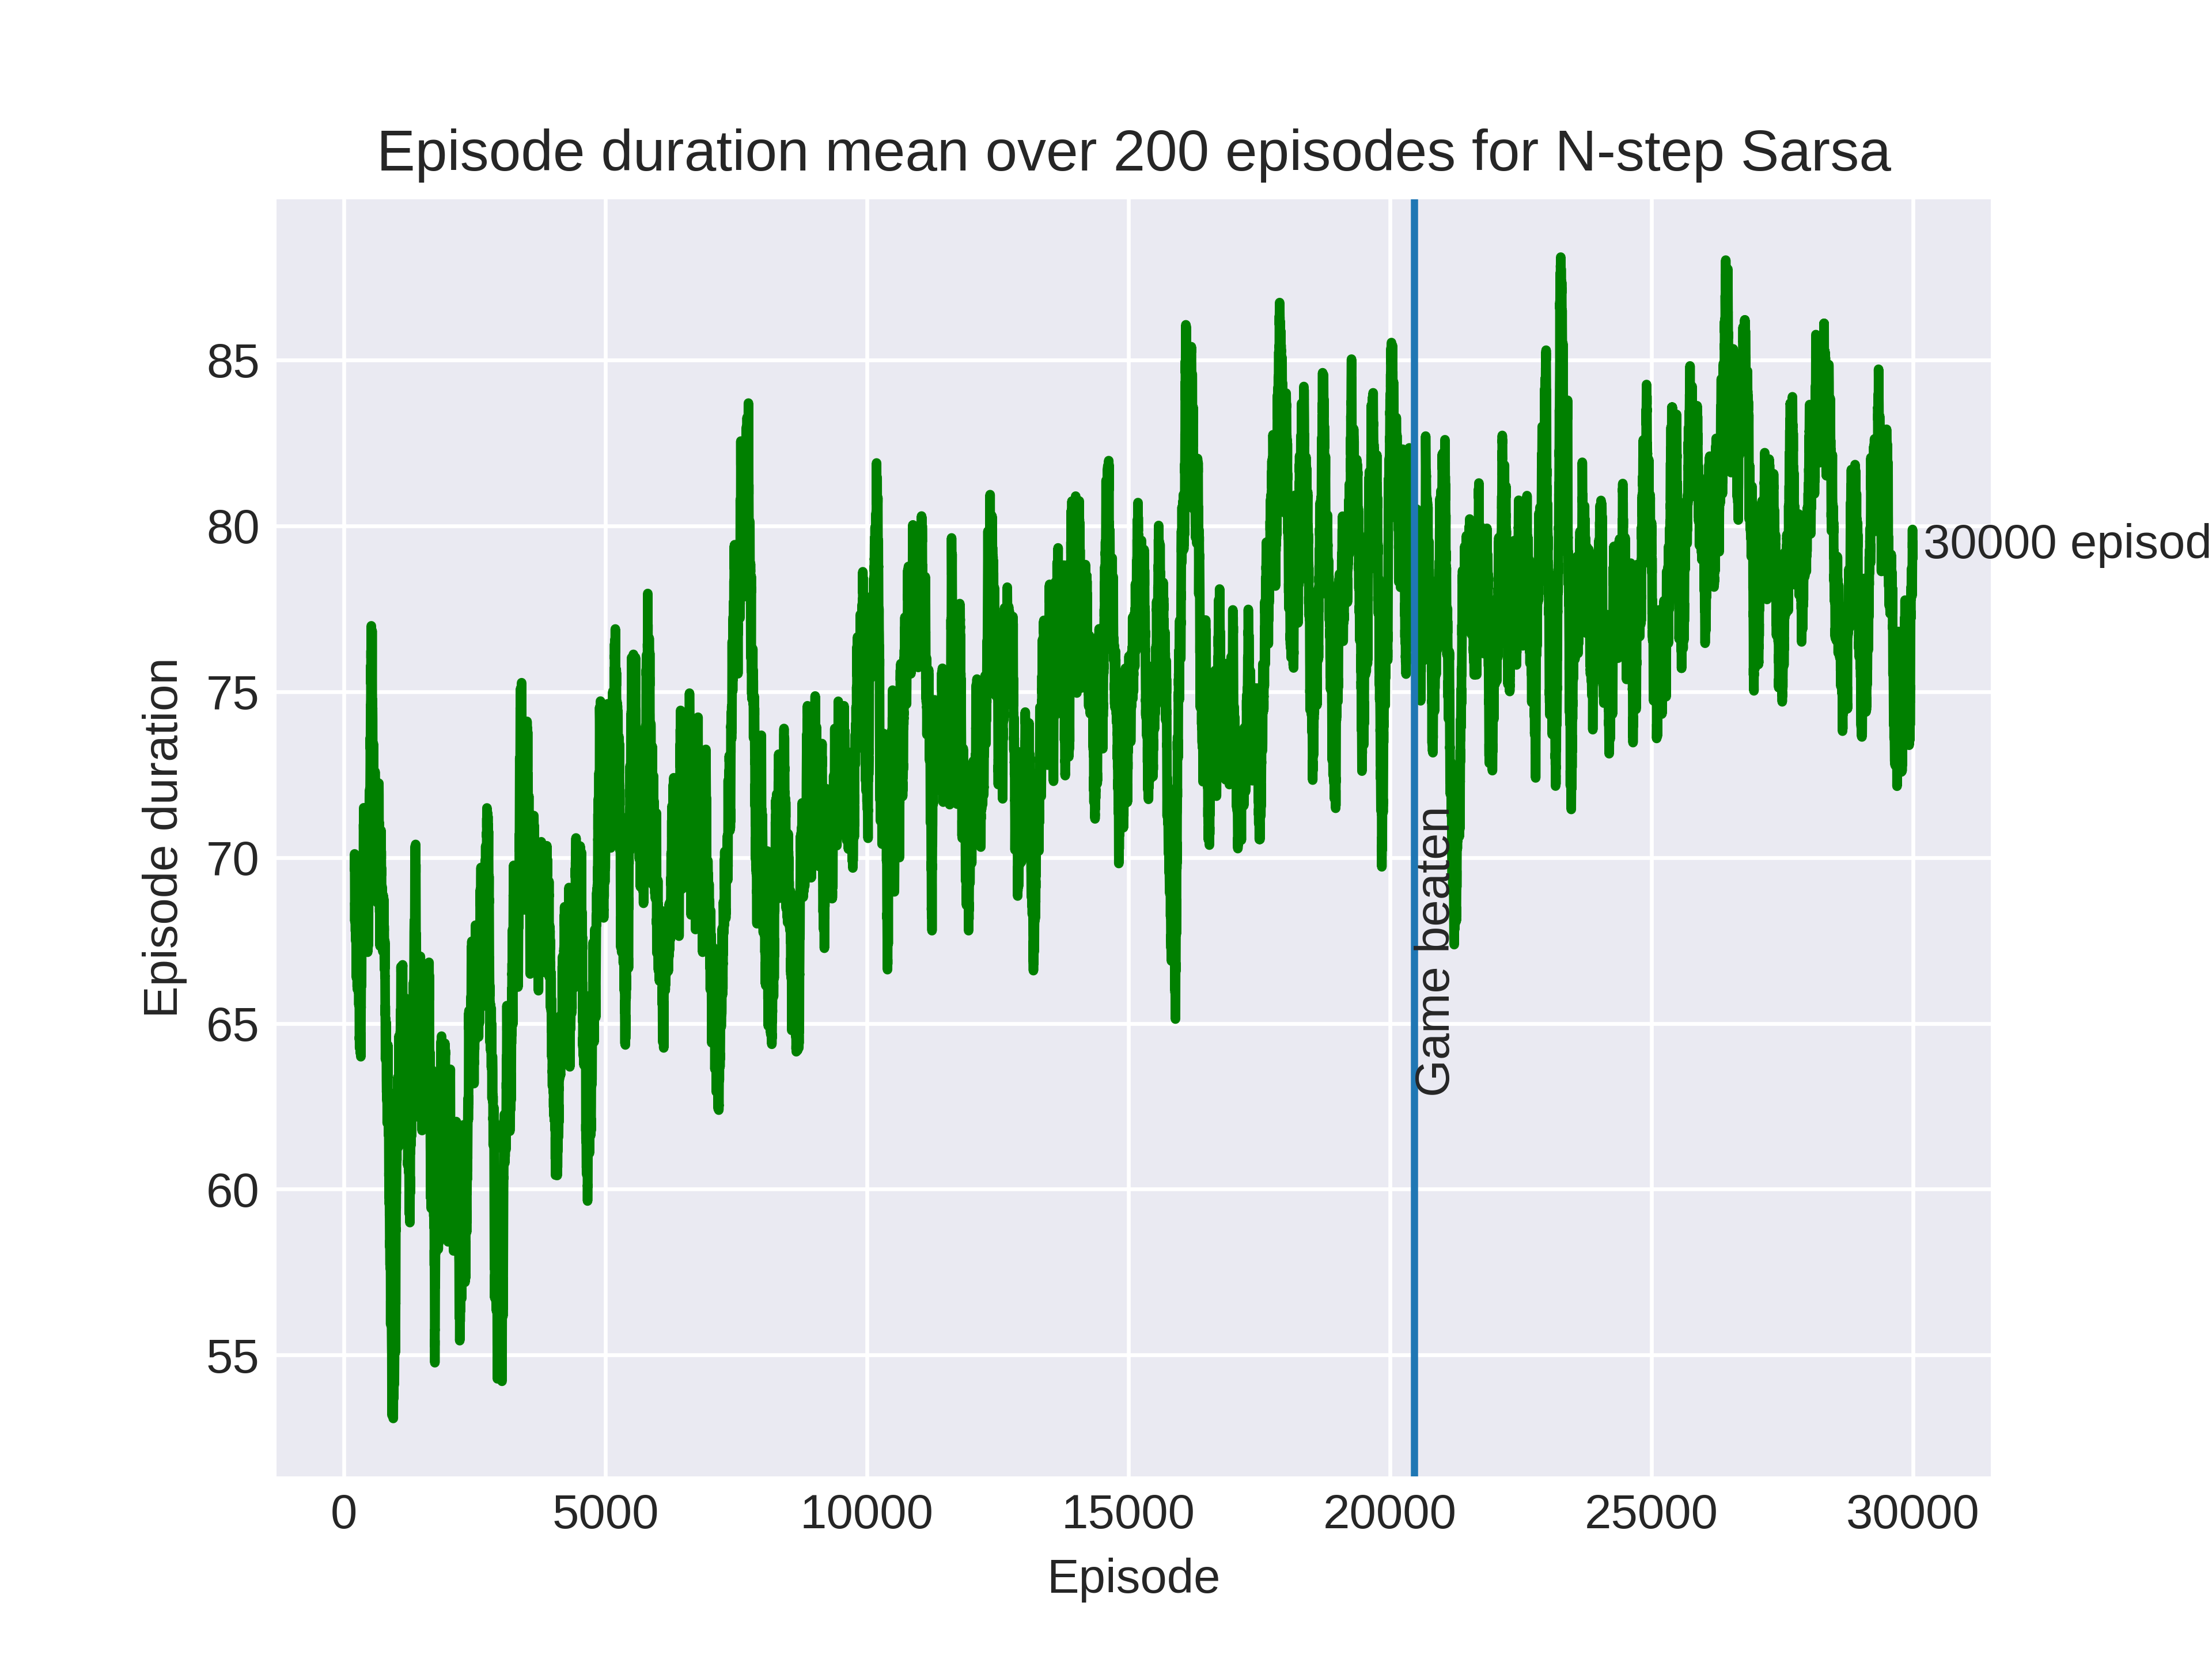 Episode duration mean over 200 episodes for N-step Sarsa
Episode duration
85
80
75
70
65
60
55
30000 episod
Game beaten
0 5000 10000 15000 20000 25000 30000
Episode